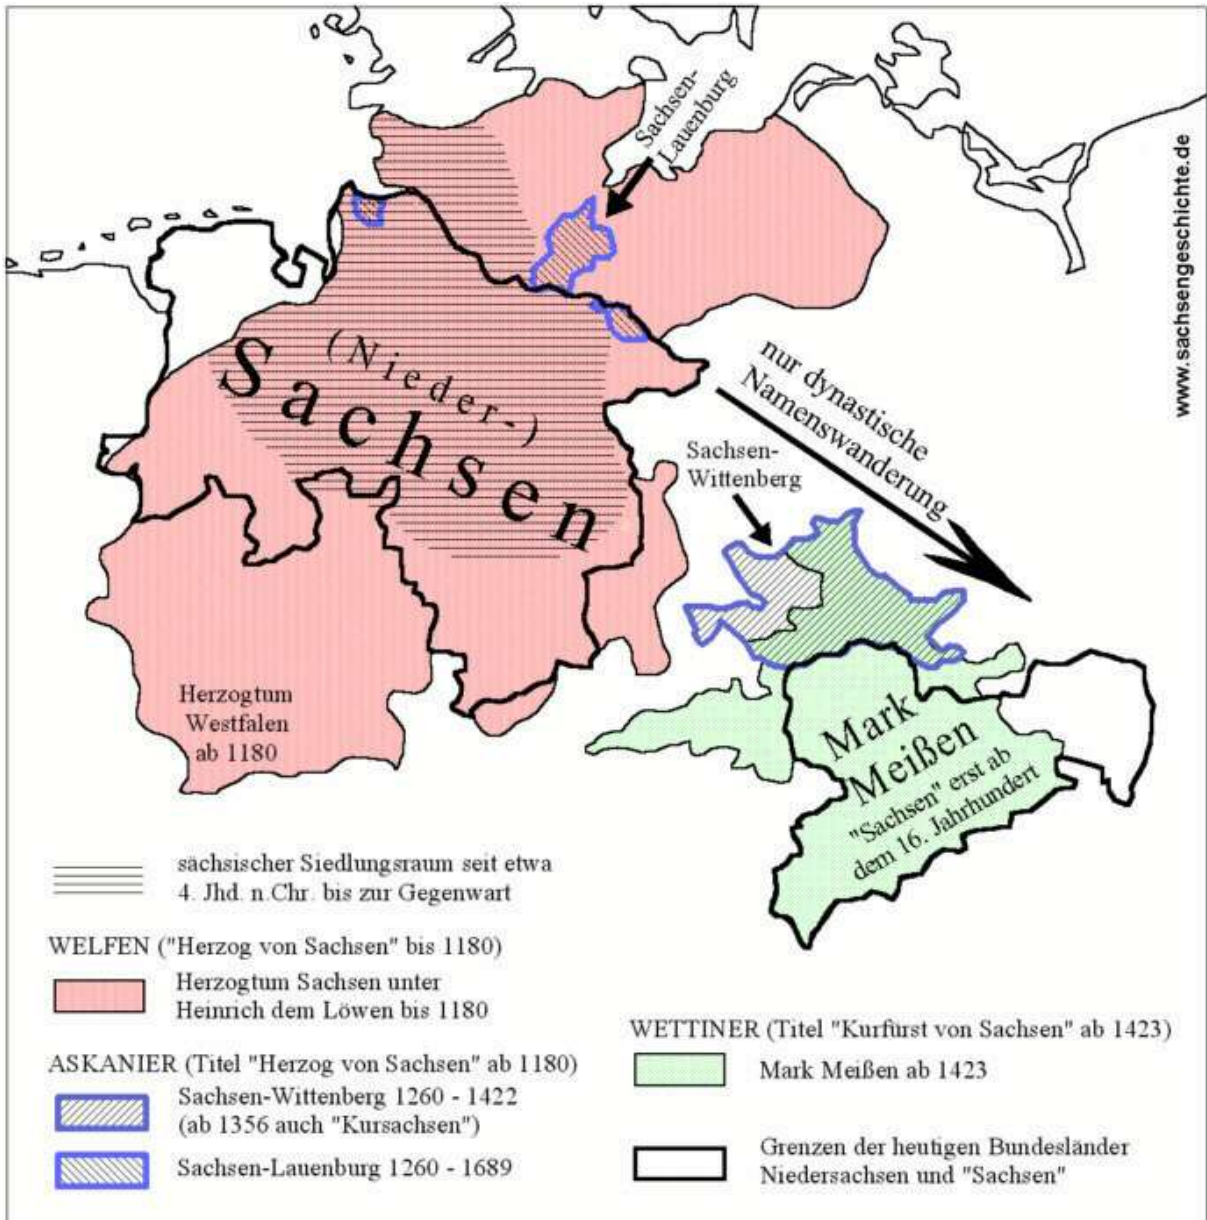 Sachsen-
Lauenburg
www.sachsengeschichte.de
(Nieder-)
Sachsen
nur dynastische
Namenswanderung
Sachsen-
Wittenberg
Herzogtum
Westfalen
ab 1180
Mark
Meißen
"Sachsen" erst ab
dem 16. Jahrhundert
sächsischer Siedlungsraum seit etwa
4. Jhd. n.Chr. bis zur Gegenwart
WELFEN ("Herzog von Sachsen" bis 1180)
Herzogtum Sachsen unter
Heinrich dem Löwen bis 1180
ASKANIER (Titel "Herzog von Sachsen" ab 1180)
Sachsen-Wittenberg 1260 - 1422
(ab 1356 auch "Kursachsen")
Sachsen-Lauenburg 1260 - 1689
WETTINER (Titel "Kurfürst von Sachsen" ab 1423)
Mark Meißen ab 1423
Grenzen der heutigen Bundesländer
Niedersachsen und "Sachsen"